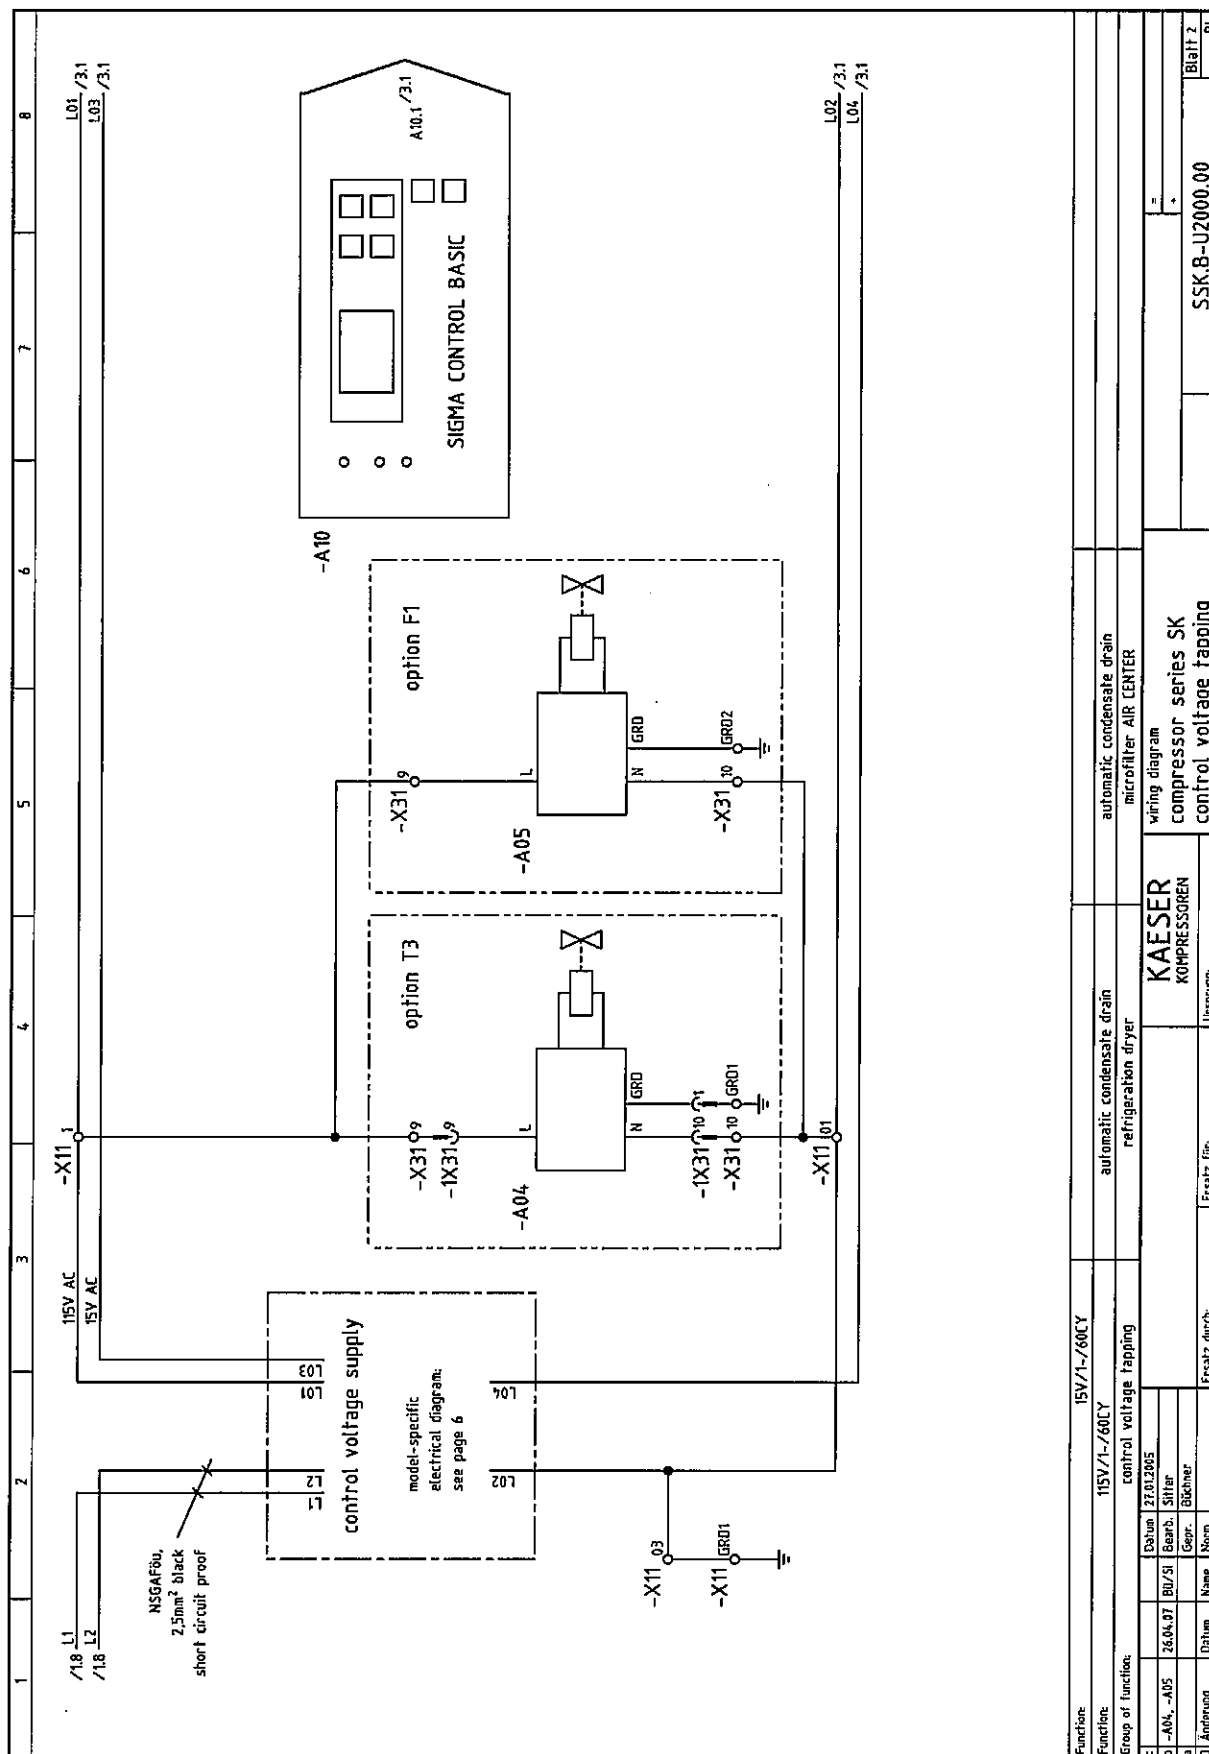 1 2 3 4 5 6 7 8
/1.8 L1
/1.8 L2
NSGAFöu,
2,5mm² black
short circuit proof
115V AC
15V AC
L01 /3.1
L03 /3.1
L1 L2 L01 L03
control voltage supply
model-specific
electrical diagram:
see page 6
L02 L04
-X11 03
-X11 GRD1
-X11 1
option T3
-X31 9
-1X31 9
L
-A04
N GRD
-1X31 10 1
-X31 10 GRD1
-X11 01
option F1
-X31 9
L
-A05
N GRD
-X31 10 GRD2
-A10
SIGMA CONTROL BASIC
A10.1 /3.1
L02 /3.1
L04 /3.1
Function: 15V/1~/60CY
Function: 115V/1~/60CY automatic condensate drain automatic condensate drain
Group of function: control voltage tapping refrigeration dryer microfilter AIR CENTER
-A04, -A05 26.04.07 BU/SI
Änderung Datum Name
Datum 27.01.2005
Bearb. Sitter
Gepr. Büchner
Norm
Ersatz durch:
Ersatz für:
Ursprung:
KAESER
KOMPRESSOREN
wiring diagram
compressor series SK
control voltage tapping
=
+
SSK.B-U2000.00
Blatt 2